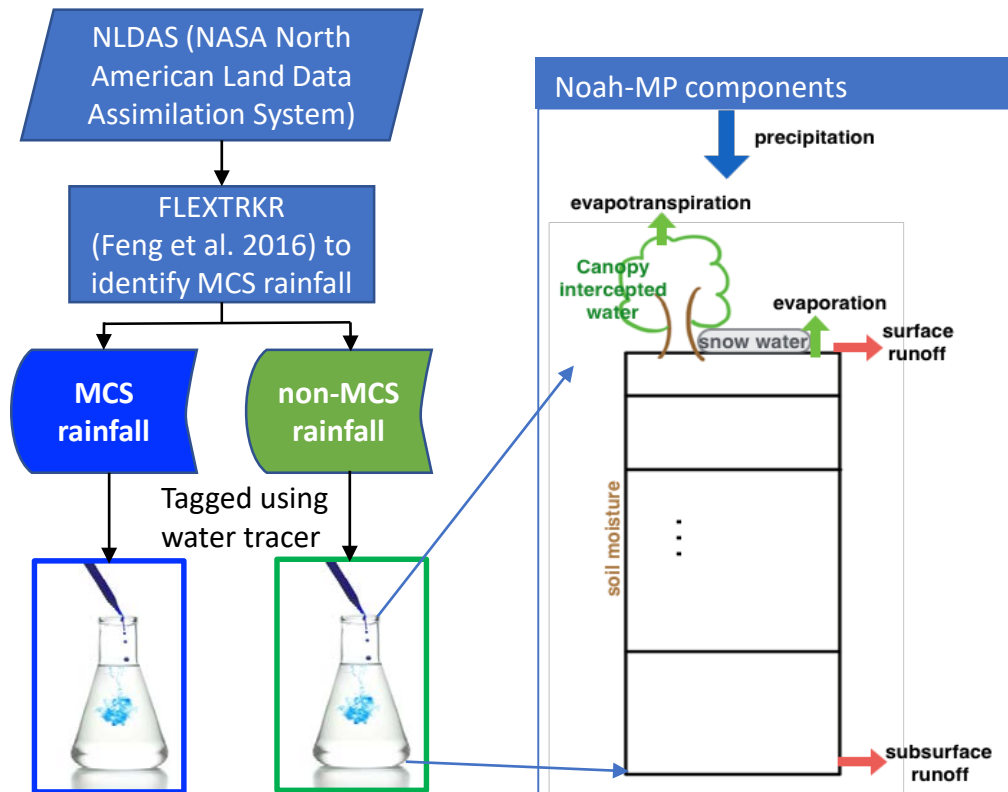 NLDAS (NASA North
American Land Data
Assimilation System)
FLEXTRKR
(Feng et al. 2016) to
identify MCS rainfall
MCS
rainfall
non-MCS
rainfall
Tagged using
water tracer
Noah-MP components
precipitation
evapotranspiration
Canopy
intercepted
water
evaporation
snow water
surface
runoff
soil moisture
...
subsurface
runoff